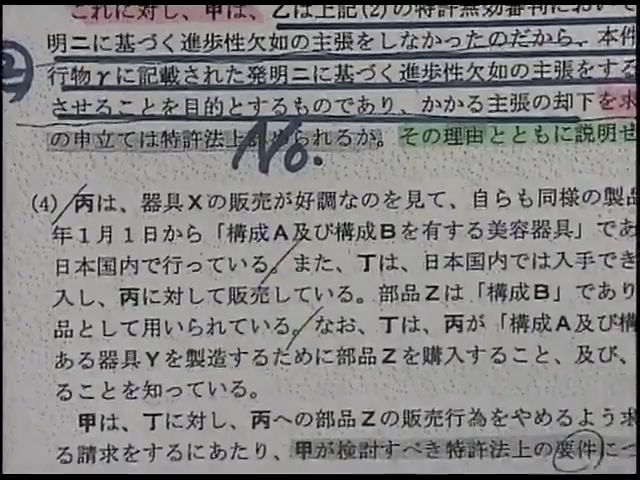 これに対し、甲は、乙は上記(2)の特許無効審判において
明ニに基づく進歩性欠如の主張をしなかったのだから、本件
行物γに記載された発明ニに基づく進歩性欠如の主張をする
させることを目的とするものであり、かかる主張の却下を求
の申立ては特許法上認められるか。その理由とともに説明せ
No.
(4) 丙は、器具Xの販売が好調なのを見て、自らも同様の製品
年1月1日から「構成A及び構成Bを有する美容器具」であ
日本国内で行っている。また、丁は、日本国内では入手でき
入し、丙に対して販売している。部品Zは「構成B」であり
品として用いられている。なお、丁は、丙が「構成A及び構
ある器具Yを製造するために部品Zを購入すること、及び、
ることを知っている。
甲は、丁に対し、丙への部品Zの販売行為をやめるよう求
る請求をするにあたり、甲が検討すべき特許法上の要件につ